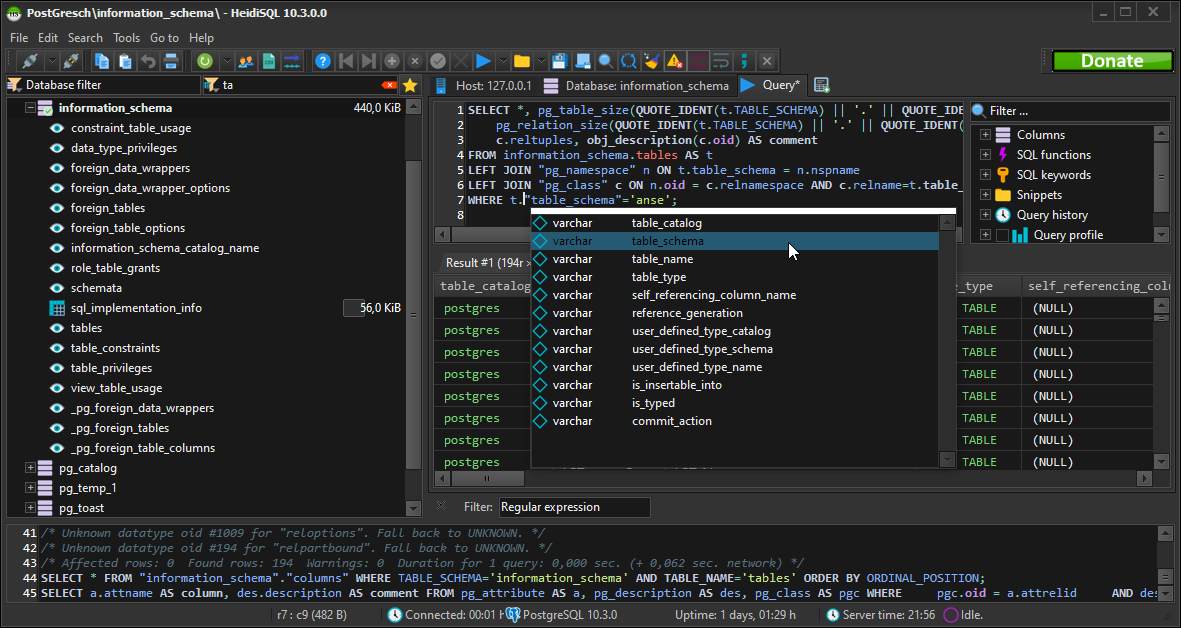 PostGresch\information_schema\ - HeidiSQL 10.3.0.0
File Edit Search Tools Go to Help
Donate
Database filter
ta
Host: 127.0.0.1
Database: information_schema
Query*
information_schema 440,0 KiB
constraint_table_usage
data_type_privileges
foreign_data_wrappers
foreign_data_wrapper_options
foreign_tables
foreign_table_options
information_schema_catalog_name
role_table_grants
schemata
sql_implementation_info 56,0 KiB
tables
table_constraints
table_privileges
view_table_usage
_pg_foreign_data_wrappers
_pg_foreign_tables
_pg_foreign_table_columns
pg_catalog
pg_temp_1
pg_toast
1 SELECT *, pg_table_size(QUOTE_IDENT(t.TABLE_SCHEMA) || '.' || QUOTE_IDE
2 pg_relation_size(QUOTE_IDENT(t.TABLE_SCHEMA) || '.' || QUOTE_IDENT(
3 c.reltuples, obj_description(c.oid) AS comment
4 FROM information_schema.tables AS t
5 LEFT JOIN "pg_namespace" n ON t.table_schema = n.nspname
6 LEFT JOIN "pg_class" c ON n.oid = c.relnamespace AND c.relname=t.table_
7 WHERE t."table_schema"='anse';
8
Filter ...
Columns
SQL functions
SQL keywords
Snippets
Query history
Query profile
varchar table_catalog
varchar table_schema
varchar table_name
varchar table_type
varchar self_referencing_column_name
varchar reference_generation
varchar user_defined_type_catalog
varchar user_defined_type_schema
varchar user_defined_type_name
varchar is_insertable_into
varchar is_typed
varchar commit_action
Result #1 (194r
table_catalog _type self_referencing_colu
postgres TABLE (NULL)
postgres TABLE (NULL)
postgres TABLE (NULL)
postgres TABLE (NULL)
postgres TABLE (NULL)
postgres TABLE (NULL)
postgres TABLE (NULL)
postgres TABLE (NULL)
Filter: Regular expression
41 /* Unknown datatype oid #1009 for "reloptions". Fall back to UNKNOWN. */
42 /* Unknown datatype oid #194 for "relpartbound". Fall back to UNKNOWN. */
43 /* Affected rows: 0 Found rows: 194 Warnings: 0 Duration for 1 query: 0,000 sec. (+ 0,062 sec. network) */
44 SELECT * FROM "information_schema"."columns" WHERE TABLE_SCHEMA='information_schema' AND TABLE_NAME='tables' ORDER BY ORDINAL_POSITION;
45 SELECT a.attname AS column, des.description AS comment FROM pg_attribute AS a, pg_description AS des, pg_class AS pgc WHERE pgc.oid = a.attrelid AND des
r7 : c9 (482 B) Connected: 00:01 h PostgreSQL 10.3.0 Uptime: 1 days, 01:29 h Server time: 21:56 Idle.